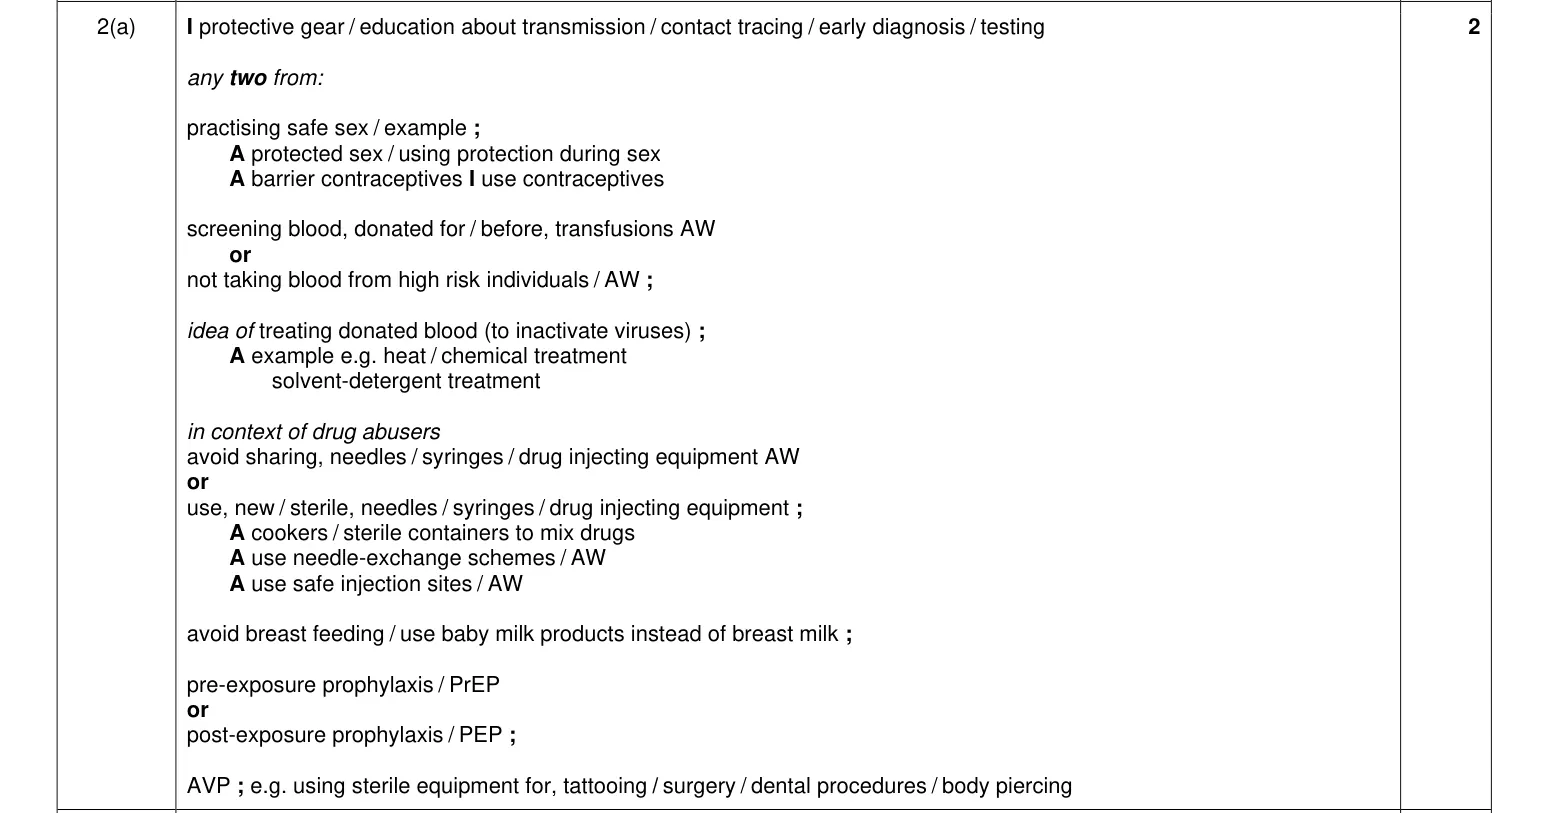 2(a) I protective gear / education about transmission / contact tracing / early diagnosis / testing 2
any two from:
practising safe sex / example ;
A protected sex / using protection during sex
A barrier contraceptives I use contraceptives
screening blood, donated for / before, transfusions AW
or
not taking blood from high risk individuals / AW ;
idea of treating donated blood (to inactivate viruses) ;
A example e.g. heat / chemical treatment
solvent-detergent treatment
in context of drug abusers
avoid sharing, needles / syringes / drug injecting equipment AW
or
use, new / sterile, needles / syringes / drug injecting equipment ;
A cookers / sterile containers to mix drugs
A use needle-exchange schemes / AW
A use safe injection sites / AW
avoid breast feeding / use baby milk products instead of breast milk ;
pre-exposure prophylaxis / PrEP
or
post-exposure prophylaxis / PEP ;
AVP ; e.g. using sterile equipment for, tattooing / surgery / dental procedures / body piercing